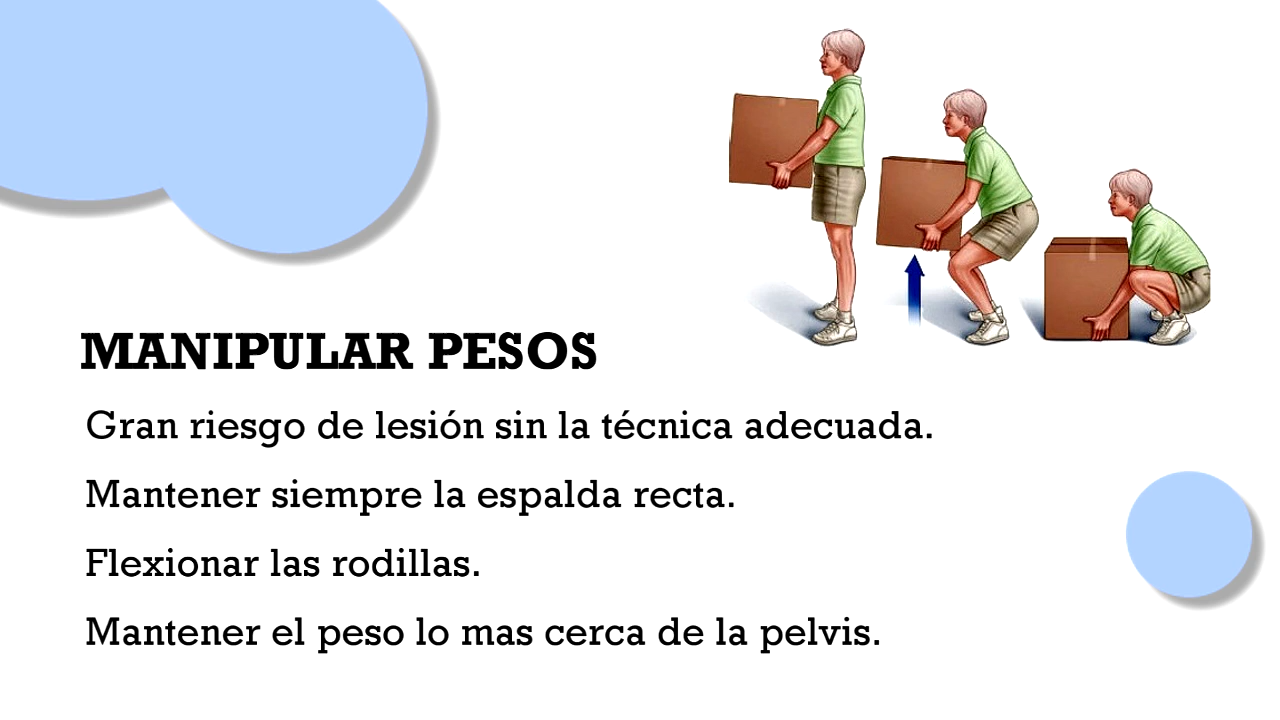 MANIPULAR PESOS
Gran riesgo de lesión sin la técnica adecuada.
Mantener siempre la espalda recta.
Flexionar las rodillas.
Mantener el peso lo mas cerca de la pelvis.